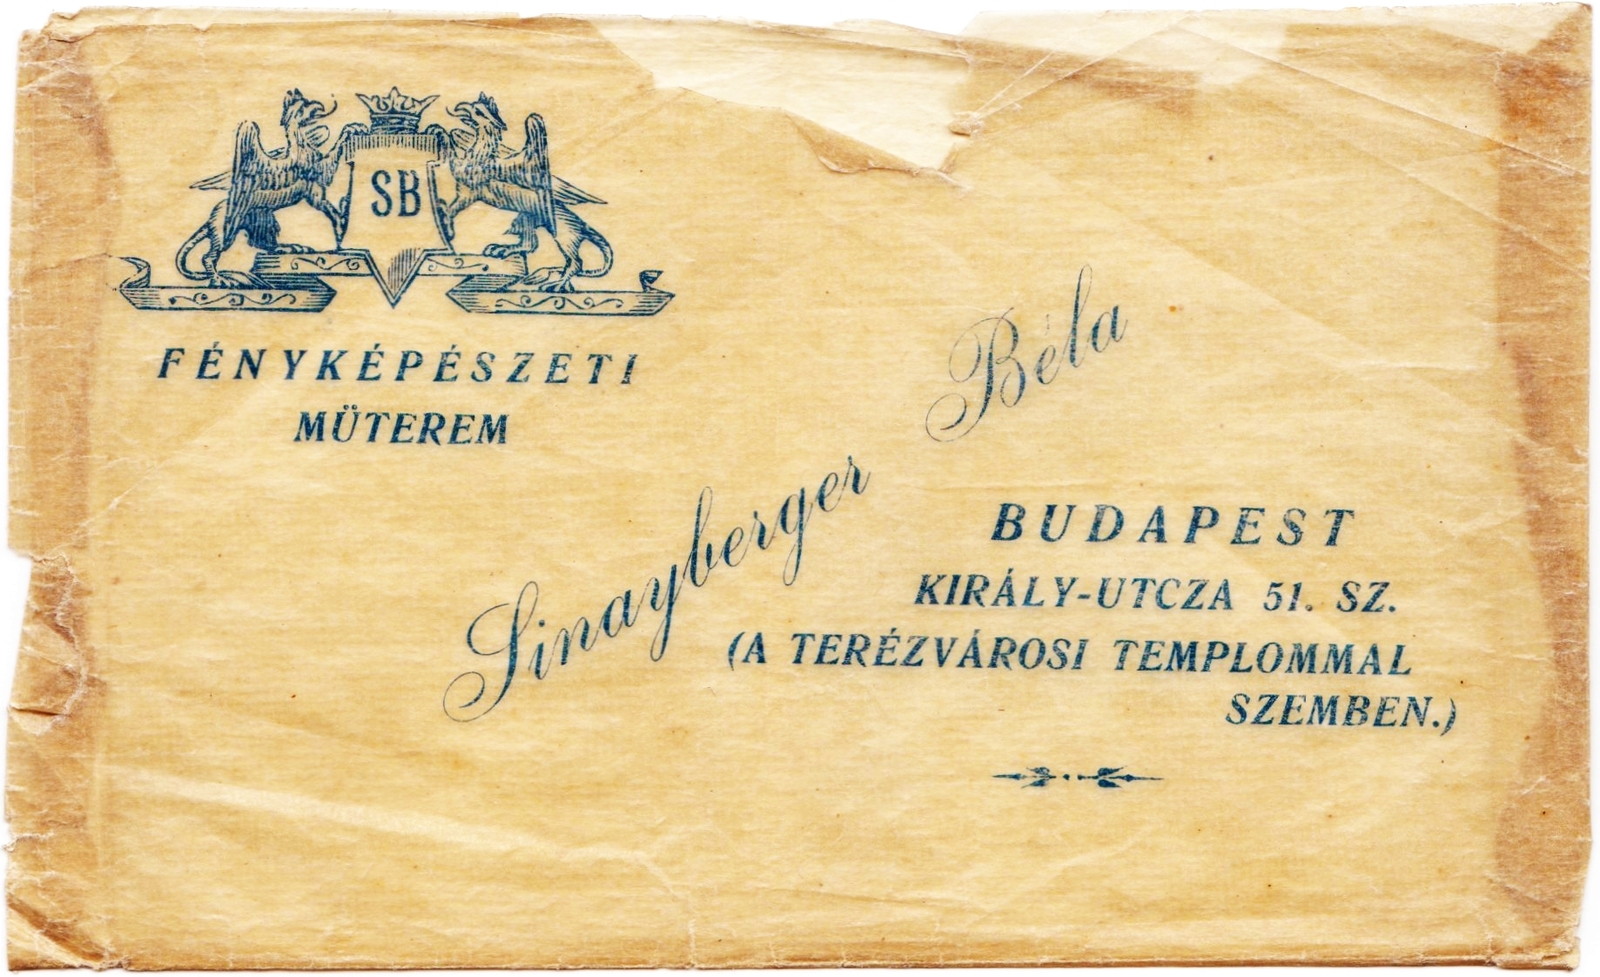 SB
FÉNYKÉPÉSZETI
MÜTEREM
Sinayberger Béla
BUDAPEST
KIRÁLY-UTCZA 51. SZ.
(A TERÉZVÁROSI TEMPLOMMAL
SZEMBEN.)